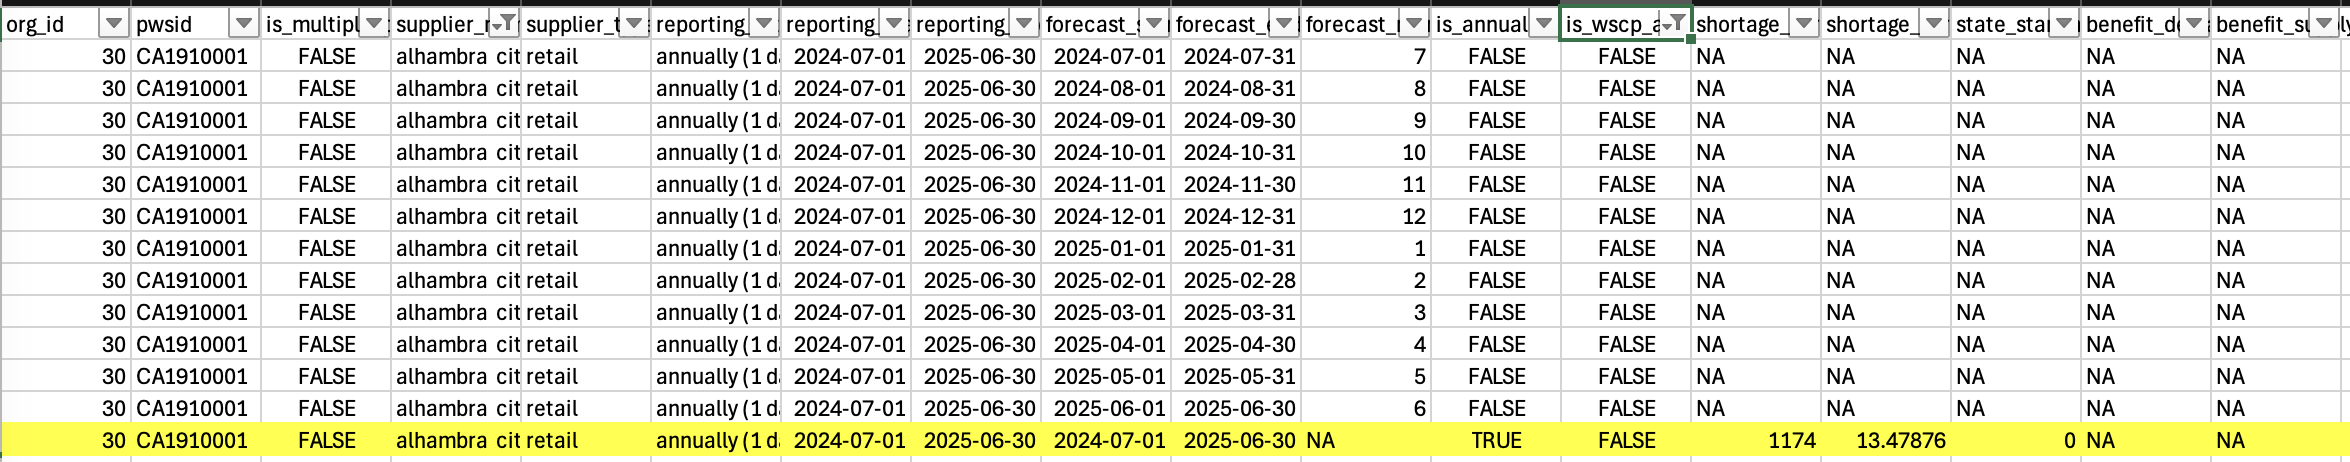 org_id pwsid is_multipl supplier_r supplier_t reporting_ reporting_ reporting_ forecast_s forecast_e forecast_ is_annual is_wscp_a shortage_ shortage_ state_star benefit_de benefit_su
30 CA1910001 FALSE alhambra cit retail annually (1 da 2024-07-01 2025-06-30 2024-07-01 2024-07-31 7 FALSE FALSE NA NA NA NA NA
30 CA1910001 FALSE alhambra cit retail annually (1 da 2024-07-01 2025-06-30 2024-08-01 2024-08-31 8 FALSE FALSE NA NA NA NA NA
30 CA1910001 FALSE alhambra cit retail annually (1 da 2024-07-01 2025-06-30 2024-09-01 2024-09-30 9 FALSE FALSE NA NA NA NA NA
30 CA1910001 FALSE alhambra cit retail annually (1 da 2024-07-01 2025-06-30 2024-10-01 2024-10-31 10 FALSE FALSE NA NA NA NA NA
30 CA1910001 FALSE alhambra cit retail annually (1 da 2024-07-01 2025-06-30 2024-11-01 2024-11-30 11 FALSE FALSE NA NA NA NA NA
30 CA1910001 FALSE alhambra cit retail annually (1 da 2024-07-01 2025-06-30 2024-12-01 2024-12-31 12 FALSE FALSE NA NA NA NA NA
30 CA1910001 FALSE alhambra cit retail annually (1 da 2024-07-01 2025-06-30 2025-01-01 2025-01-31 1 FALSE FALSE NA NA NA NA NA
30 CA1910001 FALSE alhambra cit retail annually (1 da 2024-07-01 2025-06-30 2025-02-01 2025-02-28 2 FALSE FALSE NA NA NA NA NA
30 CA1910001 FALSE alhambra cit retail annually (1 da 2024-07-01 2025-06-30 2025-03-01 2025-03-31 3 FALSE FALSE NA NA NA NA NA
30 CA1910001 FALSE alhambra cit retail annually (1 da 2024-07-01 2025-06-30 2025-04-01 2025-04-30 4 FALSE FALSE NA NA NA NA NA
30 CA1910001 FALSE alhambra cit retail annually (1 da 2024-07-01 2025-06-30 2025-05-01 2025-05-31 5 FALSE FALSE NA NA NA NA NA
30 CA1910001 FALSE alhambra cit retail annually (1 da 2024-07-01 2025-06-30 2025-06-01 2025-06-30 6 FALSE FALSE NA NA NA NA NA
30 CA1910001 FALSE alhambra cit retail annually (1 da 2024-07-01 2025-06-30 2024-07-01 2025-06-30 NA TRUE FALSE 1174 13.47876 0 NA NA